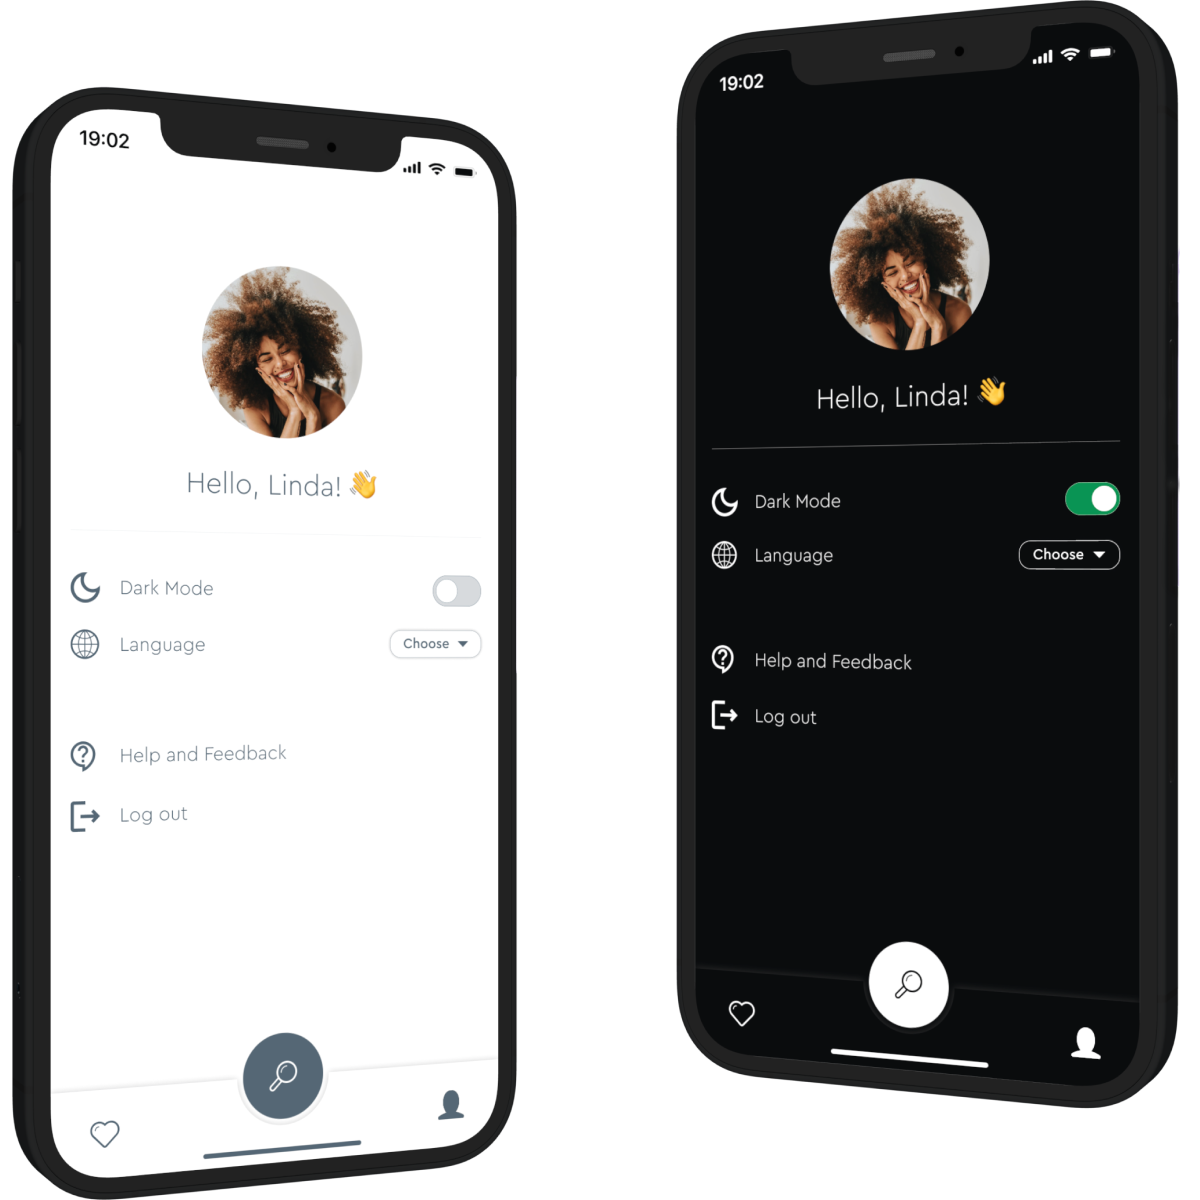 19:02
Hello, Linda! 👋
Dark Mode
Language
Choose
Help and Feedback
Log out
19:02
Hello, Linda! 👋
Dark Mode
Language
Choose
Help and Feedback
Log out